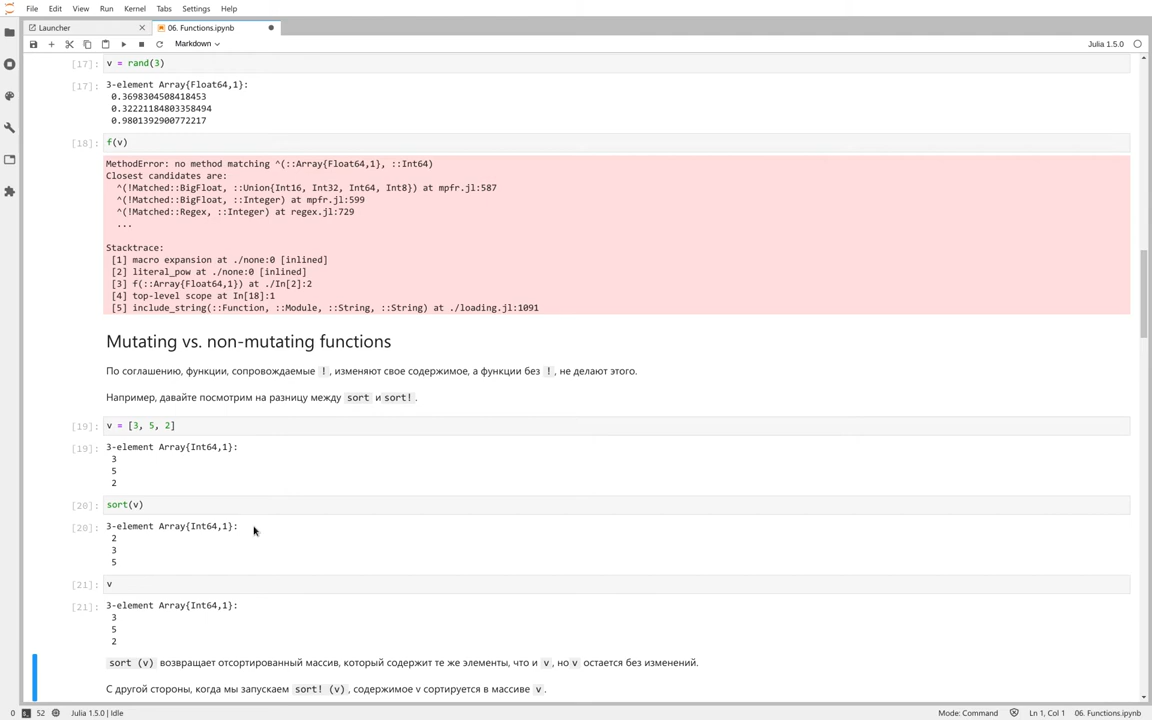 File Edit View Run Kernel Tabs Settings Help
Launcher
06. Functions.ipynb
Markdown
Julia 1.5.0
[17]: v = rand(3)
[17]: 3-element Array{Float64,1}:
0.3698304508418453
0.32221184803358494
0.9801392900772217
[18]: f(v)
MethodError: no method matching ^(::Array{Float64,1}, ::Int64)
Closest candidates are:
^(!Matched::BigFloat, ::Union{Int16, Int32, Int64, Int8}) at mpfr.jl:587
^(!Matched::BigFloat, ::Integer) at mpfr.jl:599
^(!Matched::Regex, ::Integer) at regex.jl:729
...
Stacktrace:
[1] macro expansion at ./none:0 [inlined]
[2] literal_pow at ./none:0 [inlined]
[3] f(::Array{Float64,1}) at ./In[2]:2
[4] top-level scope at In[18]:1
[5] include_string(::Function, ::Module, ::String, ::String) at ./loading.jl:1091
Mutating vs. non-mutating functions
По соглашению, функции, сопровождаемые !, изменяют свое содержимое, а функции без !, не делают этого.
Например, давайте посмотрим на разницу между sort и sort!.
[19]: v = [3, 5, 2]
[19]: 3-element Array{Int64,1}:
3
5
2
[20]: sort(v)
[20]: 3-element Array{Int64,1}:
2
3
5
[21]: v
[21]: 3-element Array{Int64,1}:
3
5
2
sort (v) возвращает отсортированный массив, который содержит те же элементы, что и v, но v остается без изменений.
С другой стороны, когда мы запускаем sort! (v), содержимое v сортируется в массиве v.
0 52 Julia 1.5.0 | Idle
Mode: Command
Ln 1, Col 1
06. Functions.ipynb